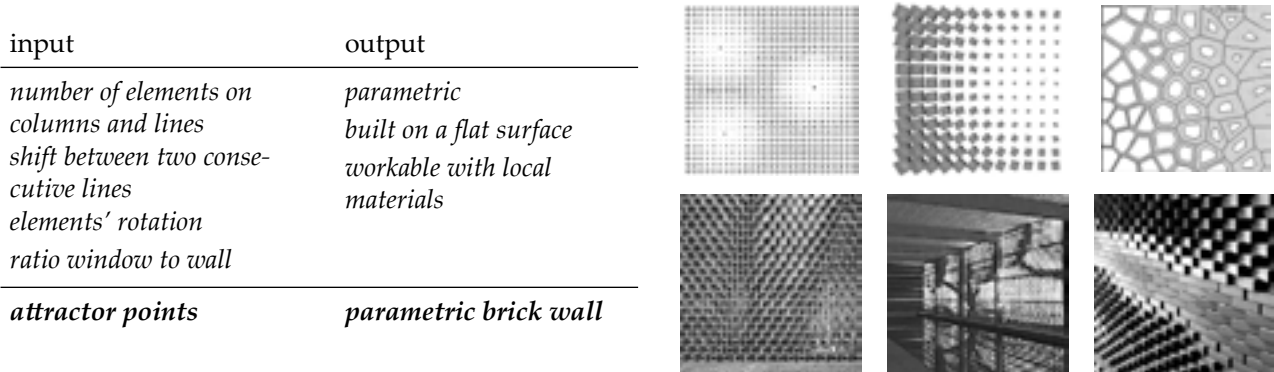 input output
number of elements on
columns and lines
shift between two conse-
cutive lines
elements' rotation
ratio window to wall
parametric
built on a flat surface
workable with local
materials
attractor points parametric brick wall